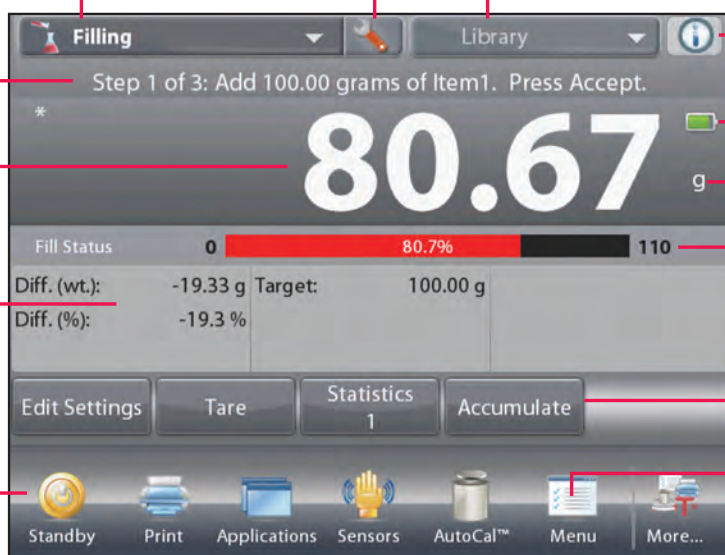 Filling
Library
Step 1 of 3: Add 100.00 grams of Item1. Press Accept.
*
80.67
g
Fill Status 0 80.7% 110
Diff. (wt.): -19.33 g Target: 100.00 g
Diff. (%): -19.3 %
Edit Settings Tare Statistics Accumulate
1
Standby Print Applications Sensors AutoCal™ Menu More...